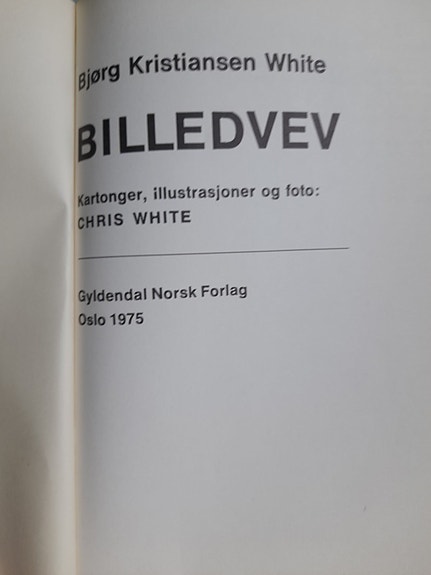 Bjørg Kristiansen White
BILLEDVEV
Kartonger, illustrasjoner og foto:
CHRIS WHITE
Gyldendal Norsk Forlag
Oslo 1975